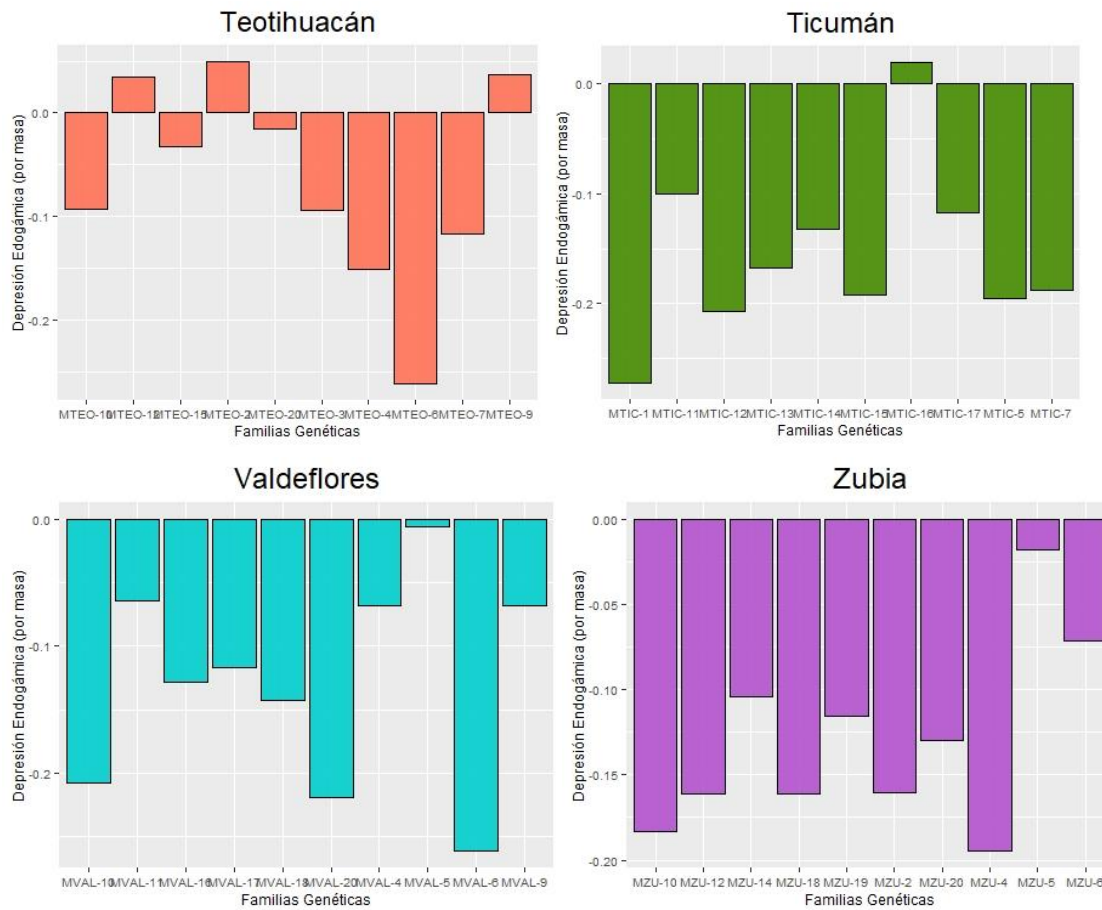 Teotihuacán
Depresión Endogámica (por masa)
0.0
-0.1
-0.2
MTEO-10 MTEO-12 MTEO-15 MTEO-2 MTEO-20 MTEO-3 MTEO-4 MTEO-6 MTEO-7 MTEO-9
Familias Genéticas
Ticumán
Depresión Endogámica (por masa)
0.0
-0.1
-0.2
MTIC-1 MTIC-11 MTIC-12 MTIC-13 MTIC-14 MTIC-15 MTIC-16 MTIC-17 MTIC-5 MTIC-7
Familias Genéticas
Valdeflores
Depresión Endogámica (por masa)
0.0
-0.1
-0.2
MVAL-10 MVAL-11 MVAL-16 MVAL-17 MVAL-18 MVAL-20 MVAL-4 MVAL-5 MVAL-6 MVAL-9
Familias Genéticas
Zubia
Depresión Endogámica (por masa)
0.00
-0.05
-0.10
-0.15
-0.20
MZU-10 MZU-12 MZU-14 MZU-18 MZU-19 MZU-2 MZU-20 MZU-4 MZU-5 MZU-6
Familias Genéticas